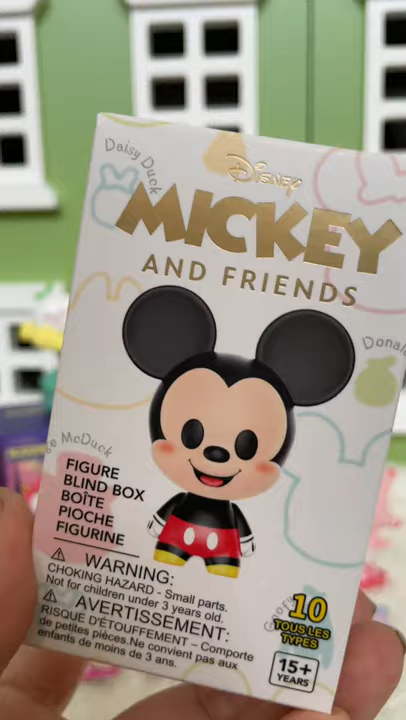 Daisy Duck
Disney
MICKEY
AND FRIENDS
Donal
ge McDuck
FIGURE
BLIND BOX
BOÎTE
PIOCHE
FIGURINE
⚠ WARNING:
CHOKING HAZARD - Small parts.
Not for children under 3 years old.
⚠ AVERTISSEMENT:
RISQUE D'ÉTOUFFEMENT – Comporte
de petites pièces.Ne convient pas aux
enfants de moins de 3 ans.
Goofy
10
TOUS LES
TYPES
15+
YEARS